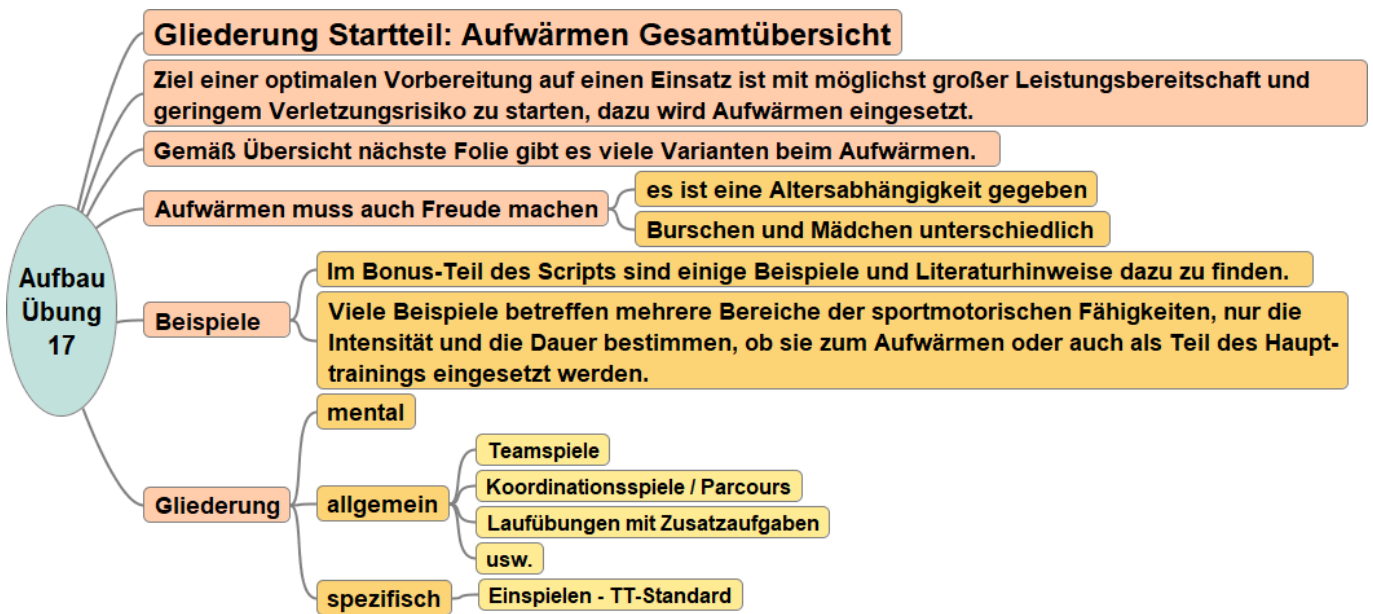 Gliederung Startteil: Aufwärmen Gesamtübersicht
Ziel einer optimalen Vorbereitung auf einen Einsatz ist mit möglichst großer Leistungsbereitschaft und
geringem Verletzungsrisiko zu starten, dazu wird Aufwärmen eingesetzt.
Gemäß Übersicht nächste Folie gibt es viele Varianten beim Aufwärmen.
Aufwärmen muss auch Freude machen
es ist eine Altersabhängigkeit gegeben
Burschen und Mädchen unterschiedlich
Aufbau
Übung
17
Beispiele
Im Bonus-Teil des Scripts sind einige Beispiele und Literaturhinweise dazu zu finden.
Viele Beispiele betreffen mehrere Bereiche der sportmotorischen Fähigkeiten, nur die
Intensität und die Dauer bestimmen, ob sie zum Aufwärmen oder auch als Teil des Haupt-
trainings eingesetzt werden.
Gliederung
mental
allgemein
Teamspiele
Koordinationsspiele / Parcours
Laufübungen mit Zusatzaufgaben
usw.
spezifisch
Einspielen - TT-Standard